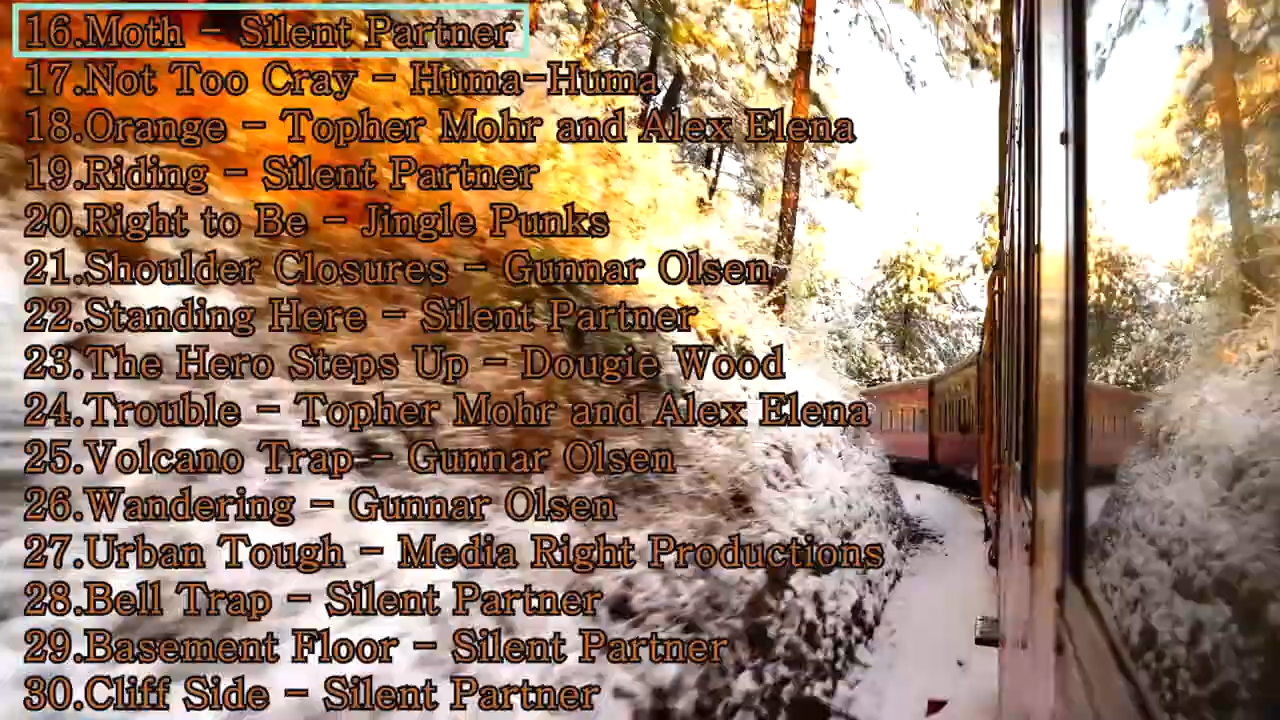 16.Moth - Silent Partner
17.Not Too Cray - Huma-Huma
18.Orange - Topher Mohr and Alex Elena
19.Riding - Silent Partner
20.Right to Be - Jingle Punks
21.Shoulder Closures - Gunnar Olsen
22.Standing Here - Silent Partner
23.The Hero Steps Up - Dougie Wood
24.Trouble - Topher Mohr and Alex Elena
25.Volcano Trap - Gunnar Olsen
26.Wandering - Gunnar Olsen
27.Urban Tough - Media Right Productions
28.Bell Trap - Silent Partner
29.Basement Floor - Silent Partner
30.Cliff Side - Silent Partner